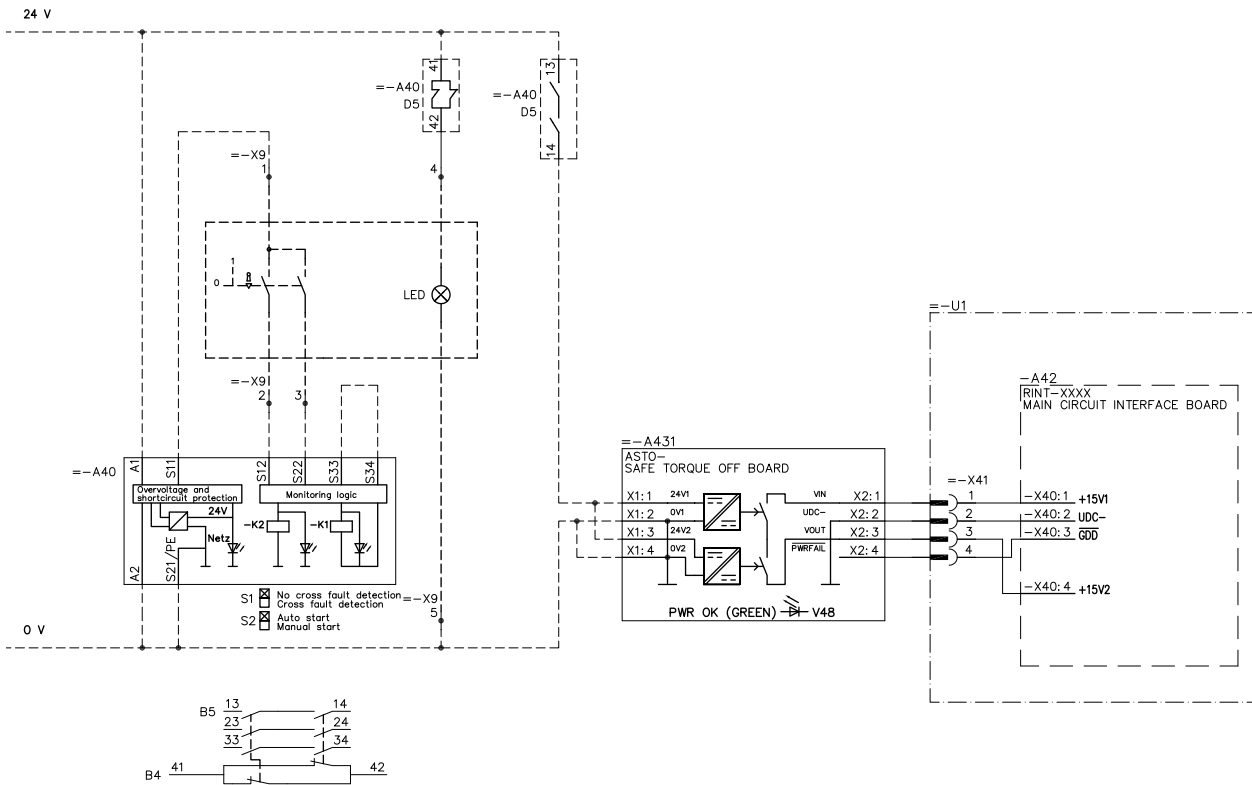 24 V
=-A40
D5
41
42
=-A40
D5
13
14
=-X9
1
4
1
0
LED
=-X9
2
3
=-U1
-A42
RINT-XXXX
MAIN CIRCUIT INTERFACE BOARD
=-A40
A1
S11
S12
S22
S33
S34
Overvoltage and
shortcircuit protection
Monitoring logic
24V
-K2
-K1
Netz
A2
S21/PE
S1
No cross fault detection
Cross fault detection
S2
Auto start
Manual start
=-X9
5
0 V
=-A431
ASTO-
SAFE TORQUE OFF BOARD
X1:1 24V1 VIN X2:1
X1:2 0V1 UDC- X2:2
X1:3 24V2 VOUT X2:3
X1:4 0V2 PWRFAIL X2:4
PWR OK (GREEN) V48
=-X41
1 -X40:1 +15V1
2 -X40:2 UDC-
3 -X40:3 GDD
4
-X40:4 +15V2
B5 13 14
23 24
33 34
B4 41 42